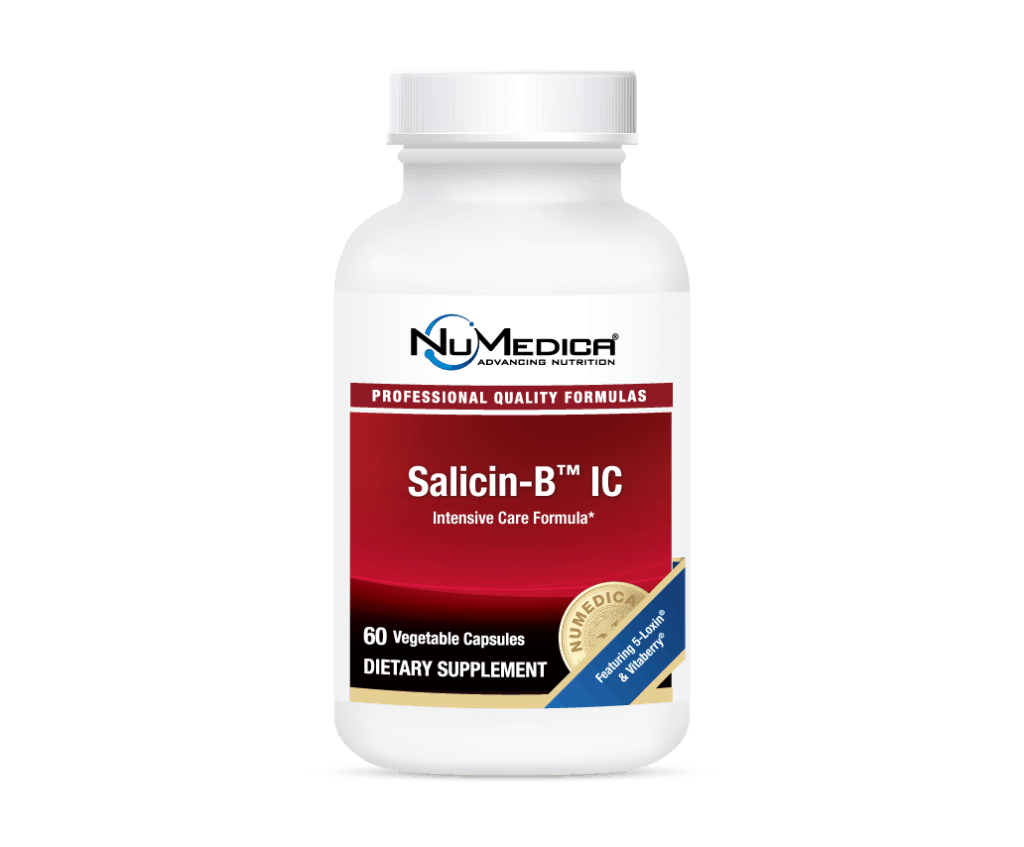 NUMEDICA®
ADVANCING NUTRITION
PROFESSIONAL QUALITY FORMULAS
Salicin-B™ IC
Intensive Care Formula*
NUMEDICA
60 Vegetable Capsules
DIETARY SUPPLEMENT
Featuring 5-Loxin®
& Vitaberry®